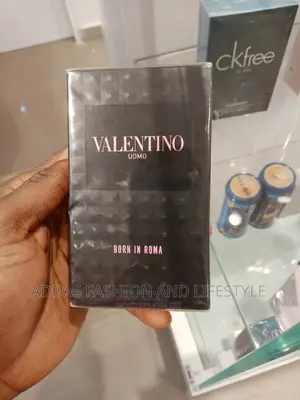 ckfree
VALENTINO
UOMO
BORN IN ROMA
ADDAS FASHION AND LIFESTYLE